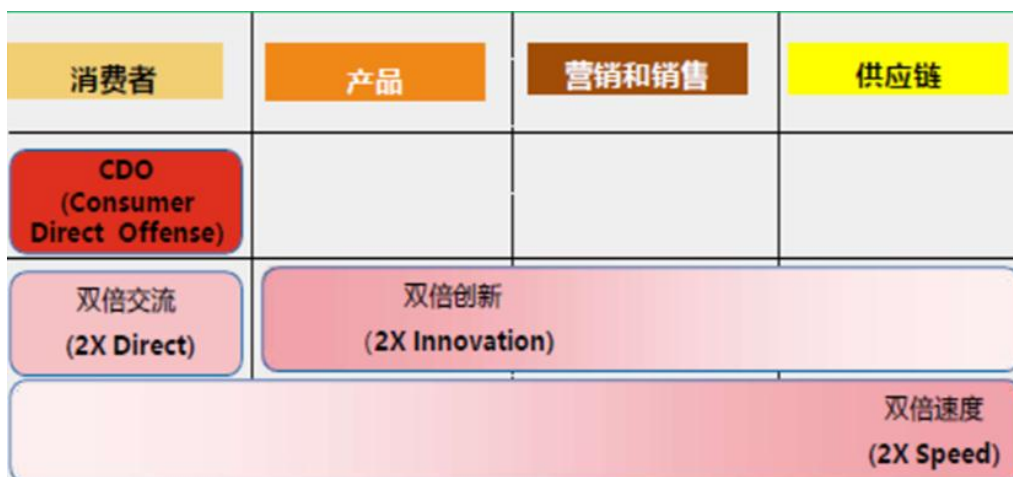 消费者
产品
营销和销售
供应链
CDO
(Consumer
Direct Offense)
双倍交流
(2X Direct)
双倍创新
(2X Innovation)
双倍速度
(2X Speed)